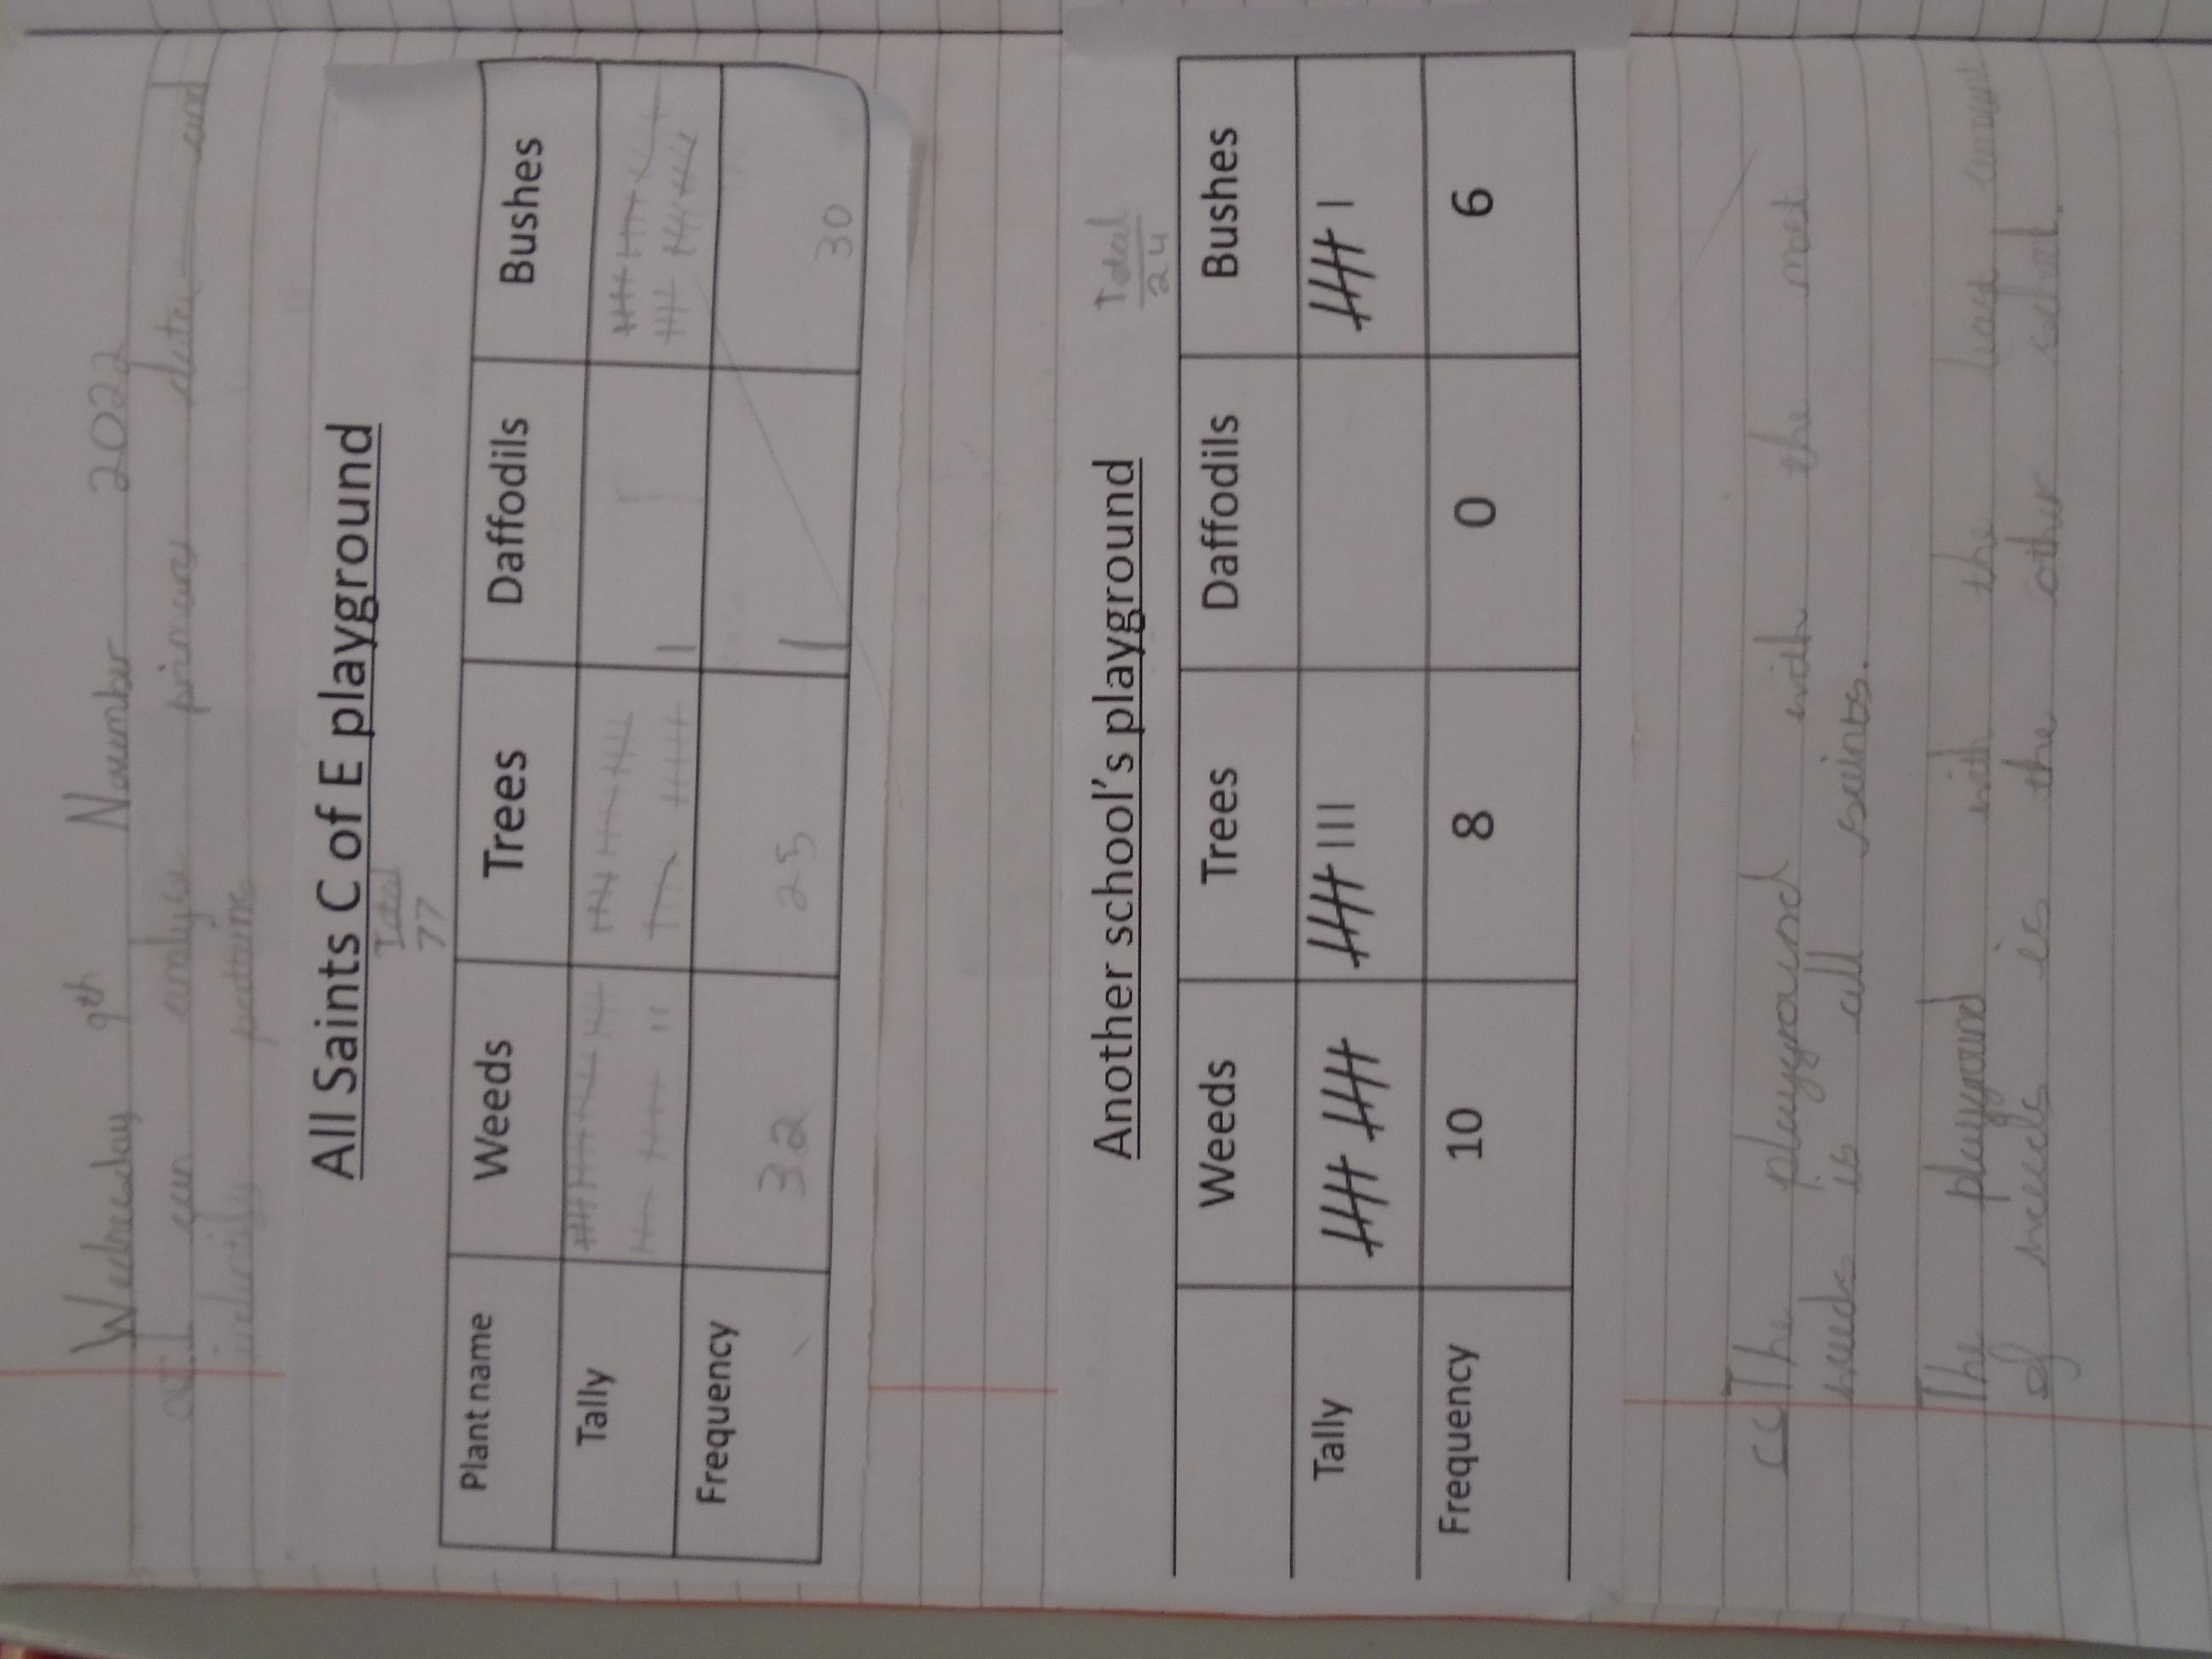 Wednesday 9th November 2022
can analyse primary data and
identify patterns
All Saints C of E playground
Total
77
Plant name Weeds Trees Daffodils Bushes
Tally
Frequency 32 25 1 30
Total
24
Another school's playground
Weeds Trees Daffodils Bushes
Tally
Frequency 10 8 0 6
The playground with the most
weeds is all saints.
The playground with the least amount
of weeds is the other school.